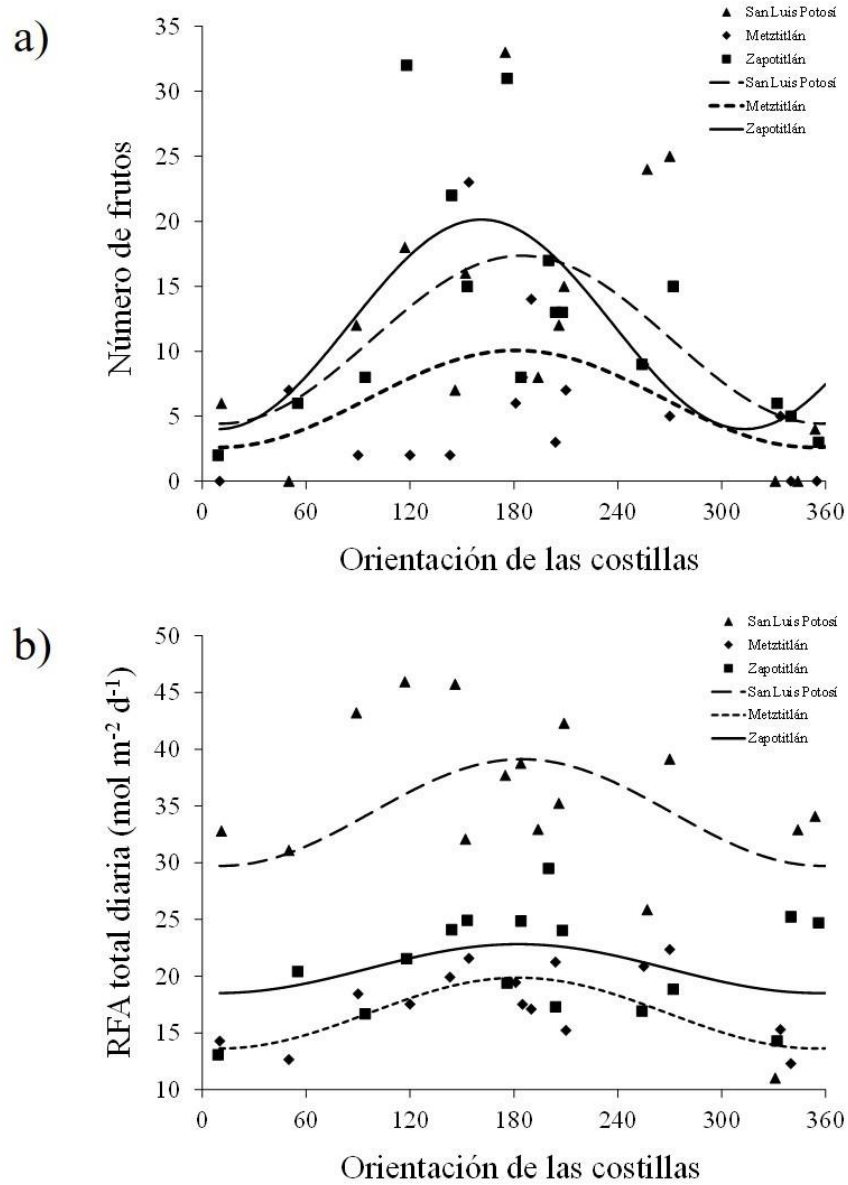 a)
San Luis Potosí
Metztitlán
Zapotitlán
San Luis Potosí
Metztitlán
Zapotitlán
Número de frutos
35
30
25
20
15
10
5
0
0 60 120 180 240 300 360
Orientación de las costillas
b)
San Luis Potosí
Metztitlán
Zapotitlán
San Luis Potosí
Metztitlán
Zapotitlán
RFA total diaria (mol m⁻² d⁻¹)
50
45
40
35
30
25
20
15
10
0 60 120 180 240 300 360
Orientación de las costillas